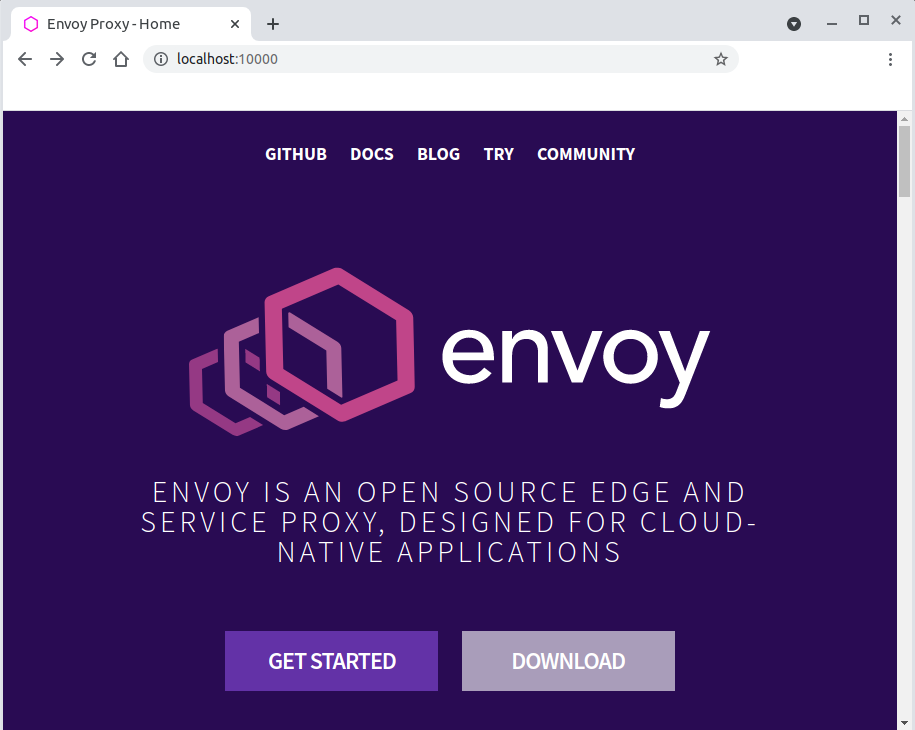 Envoy Proxy - Home
localhost:10000
GITHUB DOCS BLOG TRY COMMUNITY
envoy
ENVOY IS AN OPEN SOURCE EDGE AND
SERVICE PROXY, DESIGNED FOR CLOUD-
NATIVE APPLICATIONS
GET STARTED DOWNLOAD